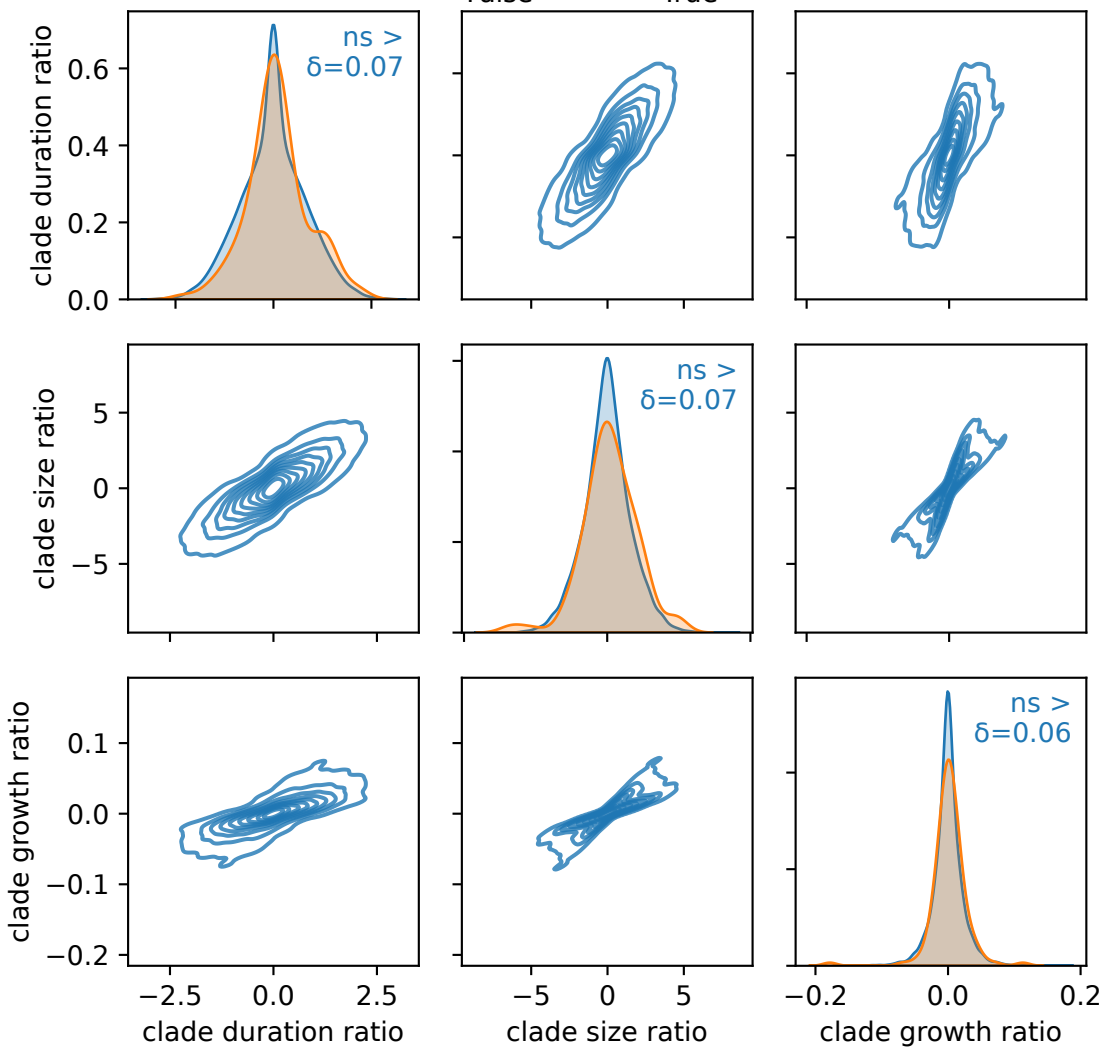 True
clade duration ratio
0.6
0.4
0.2
0.0
ns >
δ=0.07
clade size ratio
5
0
−5
ns >
δ=0.07
clade growth ratio
0.1
0.0
−0.1
−0.2
ns >
δ=0.06
−2.5 0.0 2.5
−5 0 5
−0.2 0.0 0.2
clade duration ratio
clade size ratio
clade growth ratio